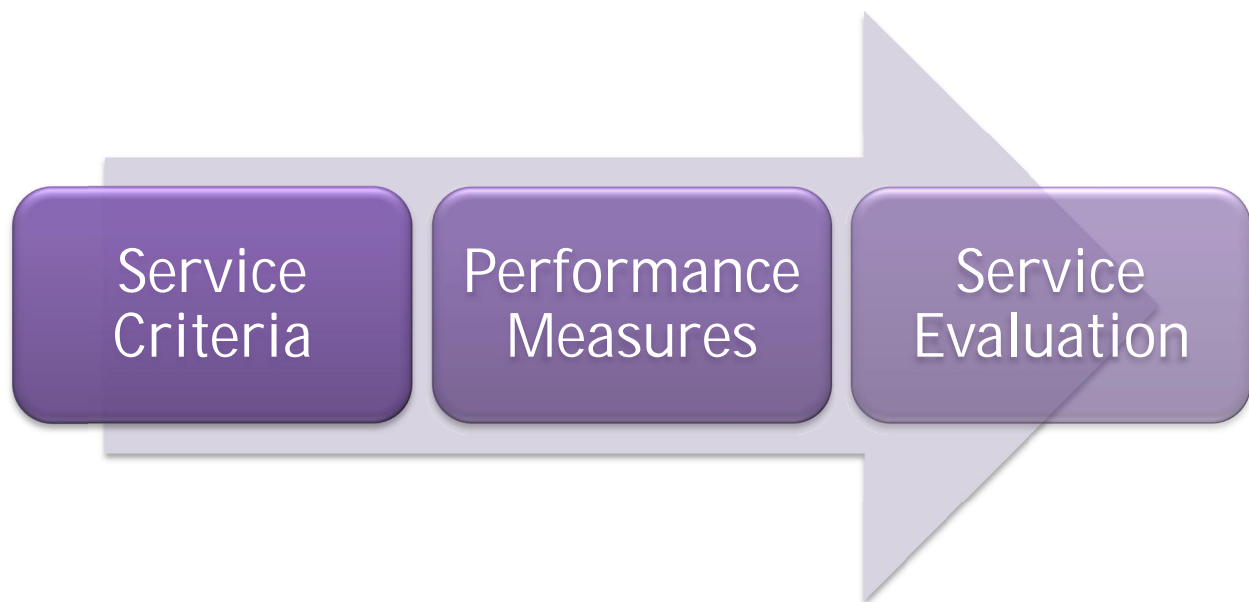 Service
Criteria
Performance
Measures
Service
Evaluation